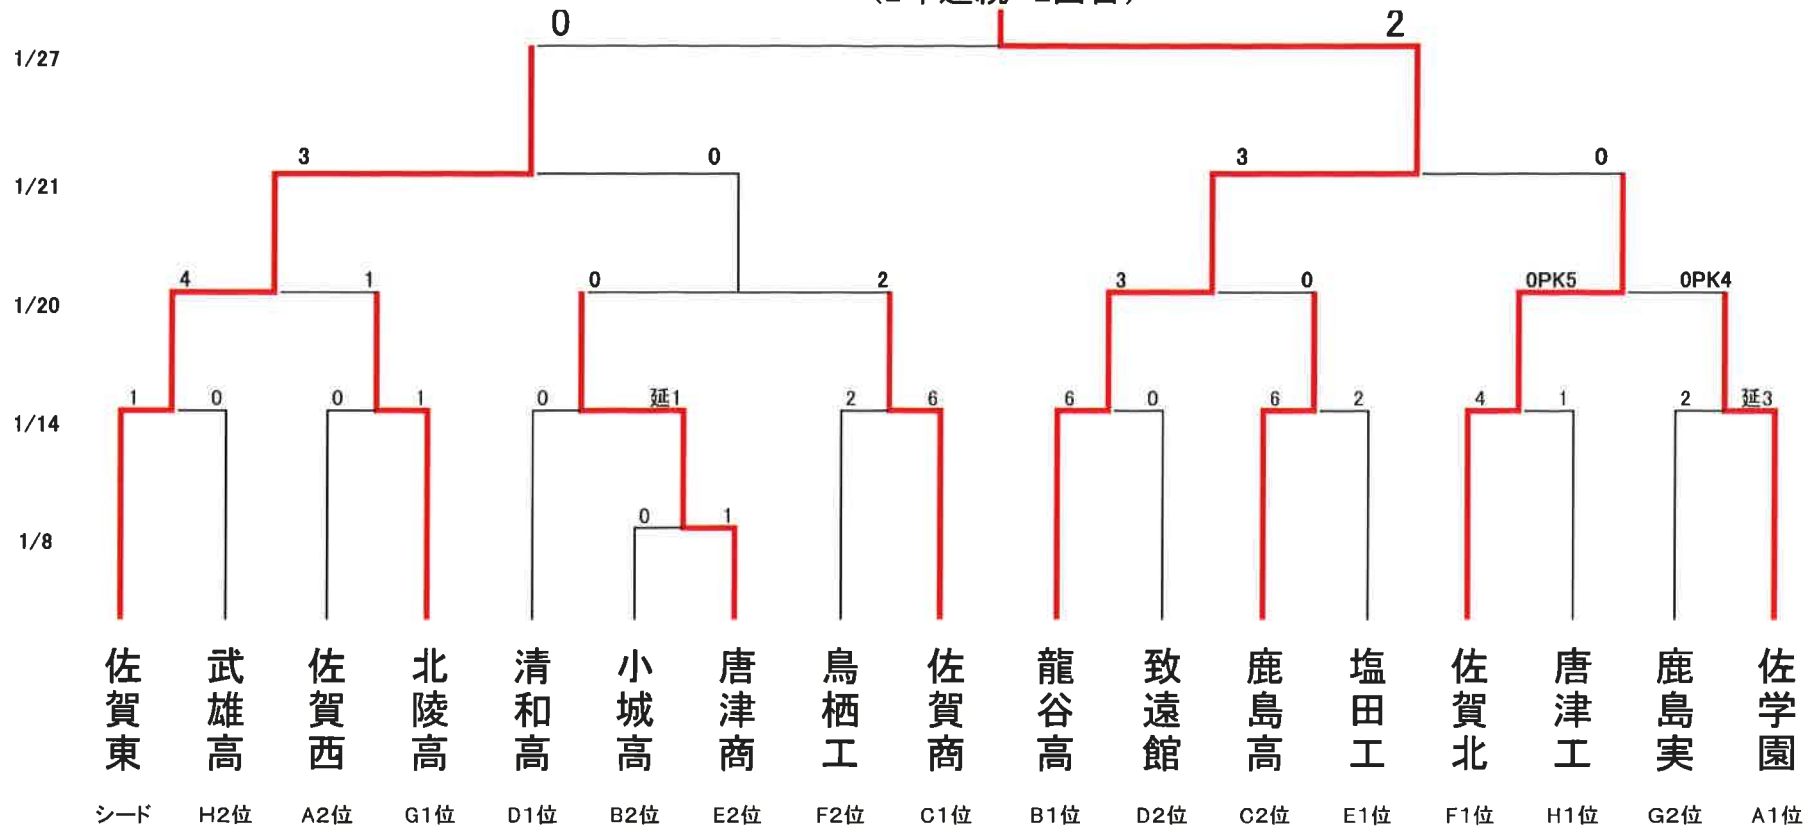 0 2
1/27
3 0 3 0
1/21
4 1 0 2 3 0 0PK5 0PK4
1/20
1 0 0 1 0 延1 2 6 6 0 6 2 4 1 2 延3
1/14
0 1
1/8
佐賀東 武雄高 佐賀西 北陵高 清和高 小城高 唐津商 鳥栖工 佐賀商 龍谷高 致遠館 鹿島高 塩田工 佐賀北 唐津工 鹿島実 佐学園
シード H2位 A2位 G1位 D1位 B2位 E2位 F2位 C1位 B1位 D2位 C2位 E1位 F1位 H1位 G2位 A1位